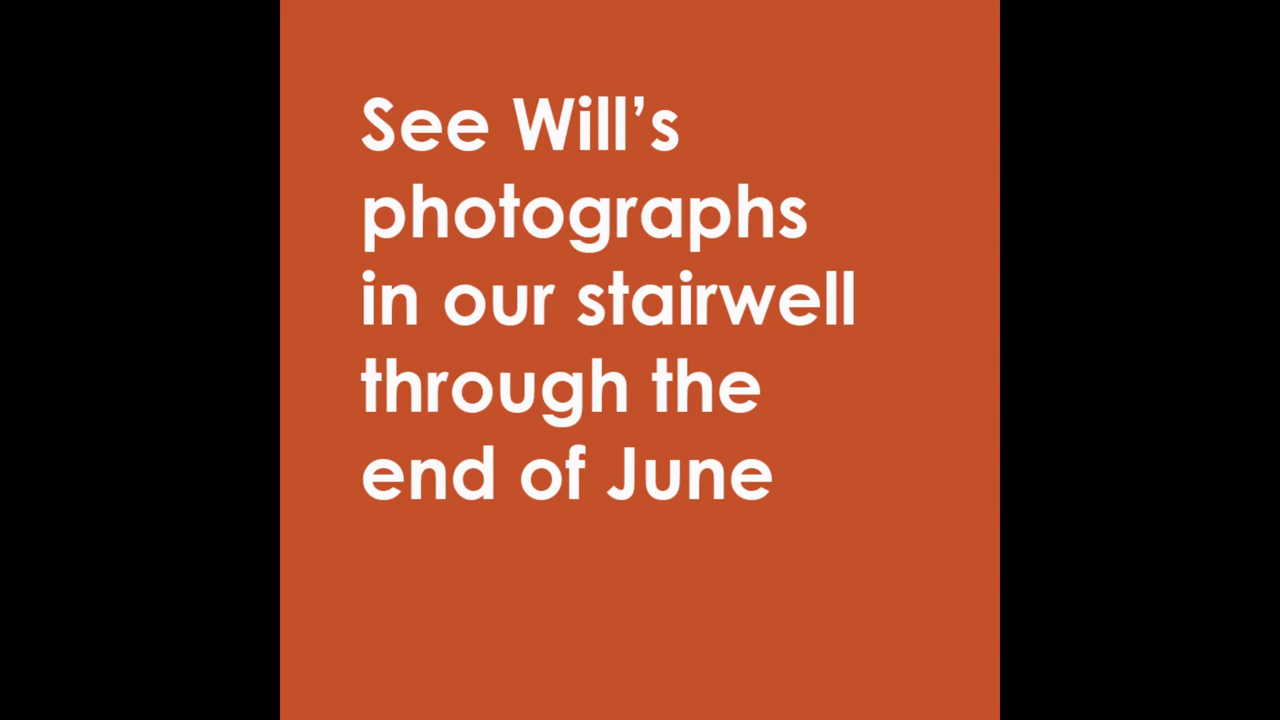 See Will’s
photographs
in our stairwell
through the
end of June